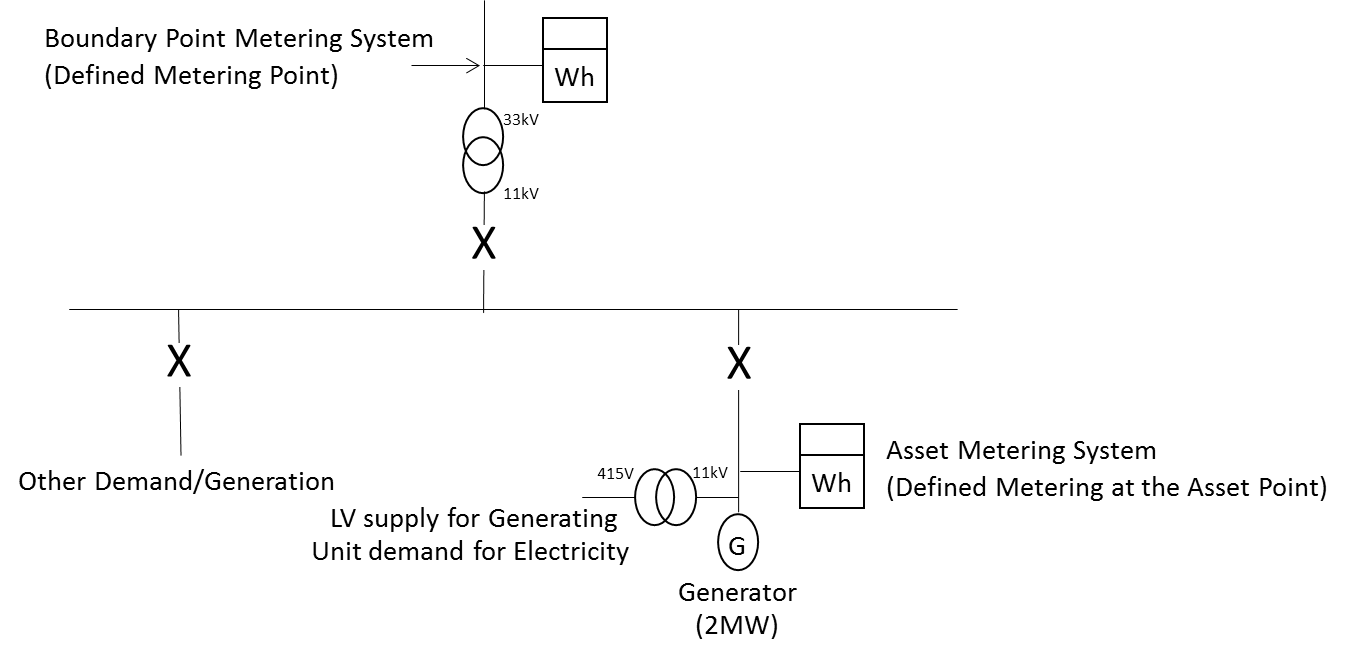 Boundary Point Metering System
(Defined Metering Point)
Wh
33kV
11kV
X
X
X
Other Demand/Generation
415V
11kV
LV supply for Generating
Unit demand for Electricity
Wh
Asset Metering System
(Defined Metering at the Asset Point)
G
Generator
(2MW)